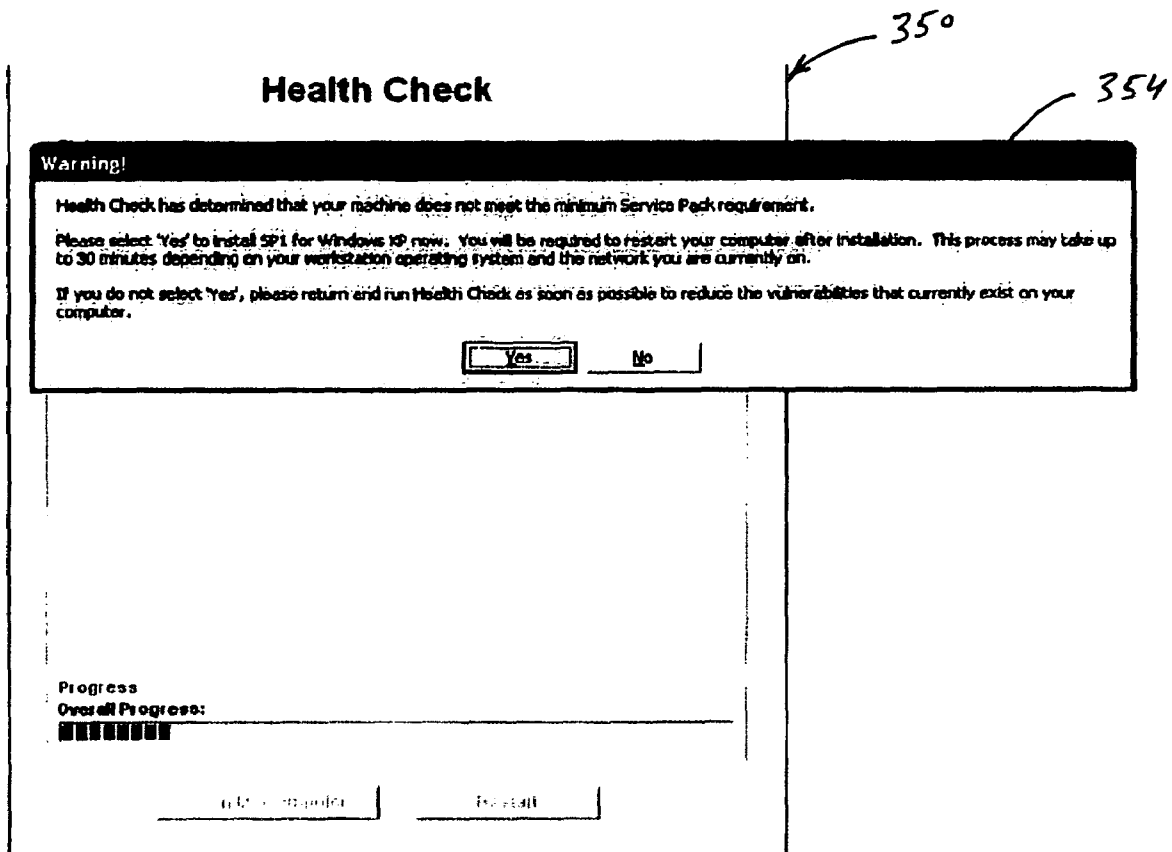 350
354
Health Check
Warning!
Health Check has determined that your machine does not meet the minimum Service Pack requirement.
Please select 'Yes' to install SP1 for Windows XP now. You will be required to restart your computer after installation. This process may take up
to 30 minutes depending on your workstation operating system and the network you are currently on.
If you do not select 'Yes', please return and run Health Check as soon as possible to reduce the vulnerabilities that currently exist on your
computer.
Yes
No
Progress
Overall Progress: